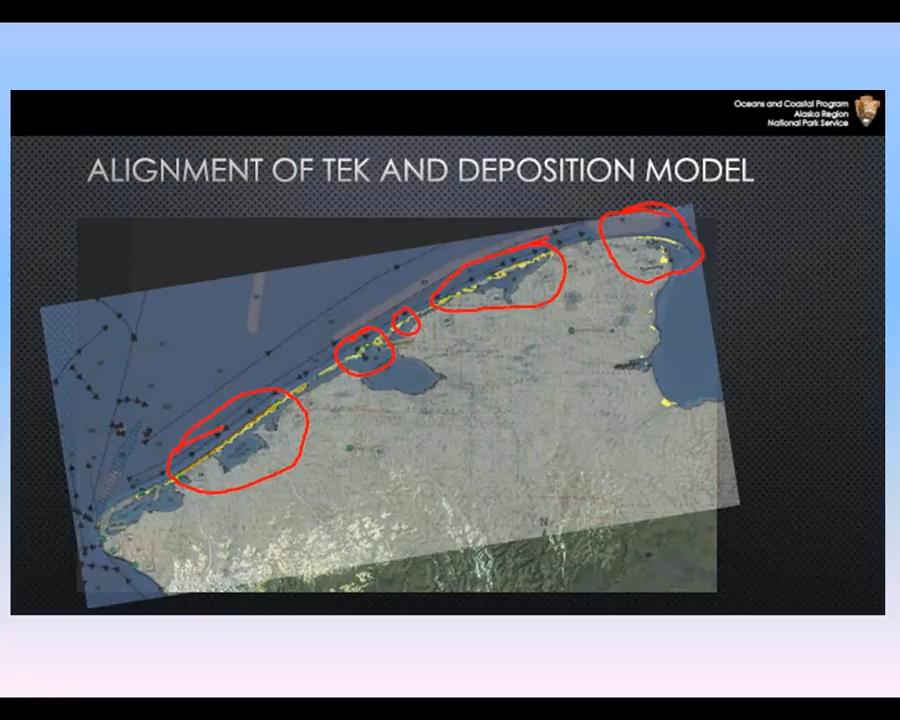 Oceans and Coastal Program
Alaska Region
National Park Service
ALIGNMENT OF TEK AND DEPOSITION MODEL
N